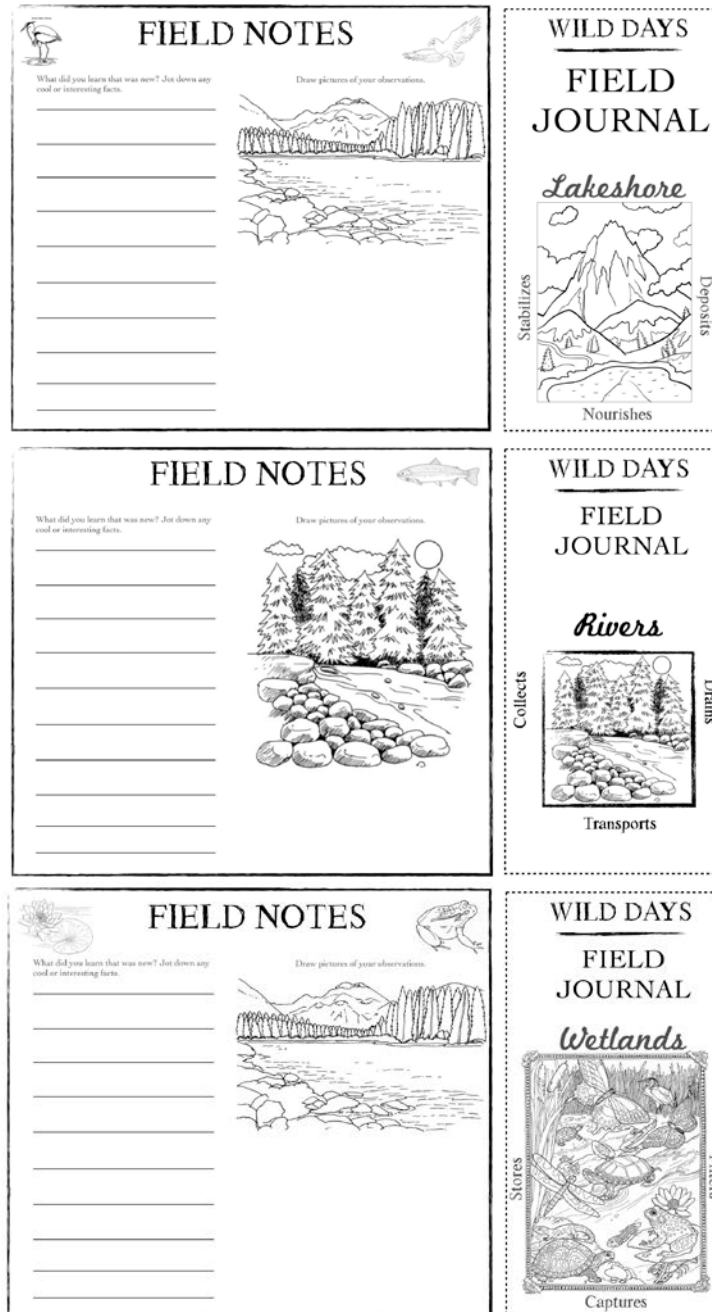 FIELD NOTES
What did you learn that was new? Jot down any
cool or interesting facts.
Draw pictures of your observations.
WILD DAYS
FIELD
JOURNAL
Lakeshore
Stabilizes
Deposits
Nourishes
FIELD NOTES
What did you learn that was new? Jot down any
cool or interesting facts.
Draw pictures of your observations.
WILD DAYS
FIELD
JOURNAL
Rivers
Collects
Drains
Transports
FIELD NOTES
What did you learn that was new? Jot down any
cool or interesting facts.
Draw pictures of your observations.
WILD DAYS
FIELD
JOURNAL
Wetlands
Stores
Captures